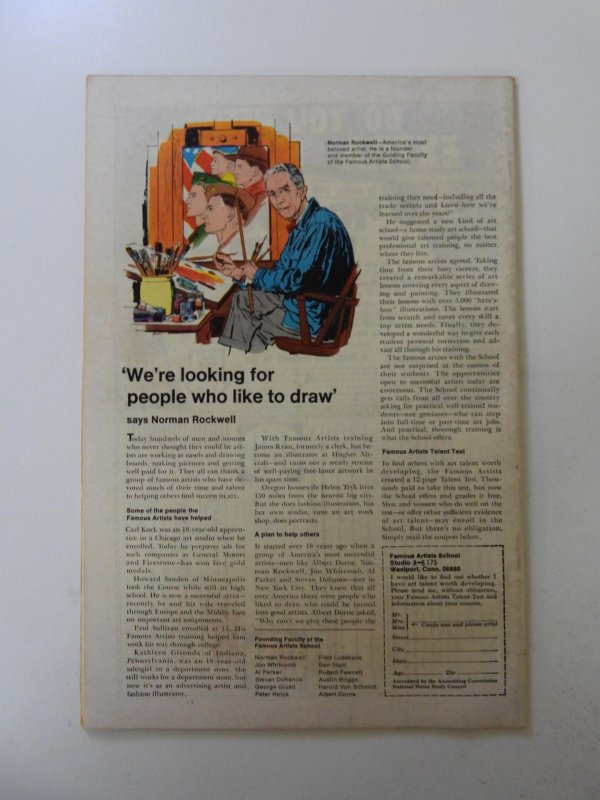 Norman Rockwell—America's most
beloved artist. He is a founder
and member of the Guiding Faculty
of the Famous Artists School.
'We're looking for
people who like to draw'
says Norman Rockwell
Today hundreds of men and women
who never thought they could be art-
ists are working at easels and drawing
boards, making pictures and getting
well paid for it. They all can thank a
group of famous artists who have de-
voted much of their time and talent
to helping others find success in art.
Some of the people the
Famous Artists have helped
Carl Kock was an 18-year-old appren-
tice in a Chicago art studio when he
enrolled. Today he prepares ads for
such companies as General Motors
and Firestone—has won five gold
medals.
Howard Sanden of Minneapolis
took the Course while still in high
school. He is now a successful artist—
recently he and his wife traveled
through Europe and the Middle East
on important art assignments.
Paul Sullivan enrolled at 14. His
Famous Artists training helped him
work his way through college.
Kathleen Gironda of Indiana,
Pennsylvania, was an 18-year-old
salesgirl in a department store. She
still works for a department store, but
now it's as an advertising artist and
fashion illustrator.
With Famous Artists training
James Ryan, formerly a clerk, has be-
come an illustrator at Hughes Air-
craft—and turns out a steady stream
of well-paying free-lance artwork in
his spare time.
Oregon housewife Helen Tryk lives
150 miles from the nearest big city.
But she does fashion illustration, has
her own studio, runs an art work
shop, does portraits.
A plan to help others
It started over 18 years ago when a
group of America's most successful
artists—men like Albert Dorne, Nor-
man Rockwell, Jon Whitcomb, Al
Parker and Stevan Dohanos—met in
New York City. They knew that all
over America there were people who
liked to draw who could be turned
into good artists. Albert Dorne asked,
"Why can't we give these people the
Founding Faculty of the
Famous Artists School
Norman Rockwell
Jon Whitcomb
Al Parker
Stevan Dohanos
George Giusti
Peter Helck
Fred Ludekens
Ben Stahl
Robert Fawcett
Austin Briggs
Harold Von Schmidt
Albert Dorne
training they need—including all the
trade secrets and know-how we've
learned over the years?"
He suggested a new kind of art
school—a home study art school—that
would give talented people the best
professional art training, no matter
where they live.
The famous artists agreed. Taking
time from their busy careers, they
created a remarkable series of art
lessons covering every aspect of draw-
ing and painting. They illustrated
their lessons with over 5,000 "here's-
how" illustrations. The lessons start
from scratch and cover every skill a
top artist needs. Finally, they de-
veloped a wonderful way to give each
student personal correction and ad-
vice all through his training.
The famous artists with the School
are not surprised at the success of
their students. The opportunities
open to successful artists today are
enormous. The School continually
gets calls from all over the country
asking for practical well-trained stu-
dents—not geniuses—who can step
into full-time or part-time art jobs.
And practical, thorough training is
what the School offers.
Famous Artists Talent Test
To find others with art talent worth
developing, the Famous Artists
created a 12-page Talent Test. Thou-
sands paid to take this test, but now
the School offers and grades it free.
Men and women who do well on the
test—or offer other sufficient evidence
of art talent—may enroll in the
School. But there's no obligation.
Simply mail the coupon below.
Famous Artists School
Studio A-6175
Westport, Conn. 06880
I would like to find out whether I
have art talent worth developing.
Please send me, without obligation,
your Famous Artists Talent Test and
information about your courses.
Mr.
Mrs.
Miss
← Circle one and please print
Street
City
State
Age Zip
Accredited by the Accrediting Commission
National Home Study Council